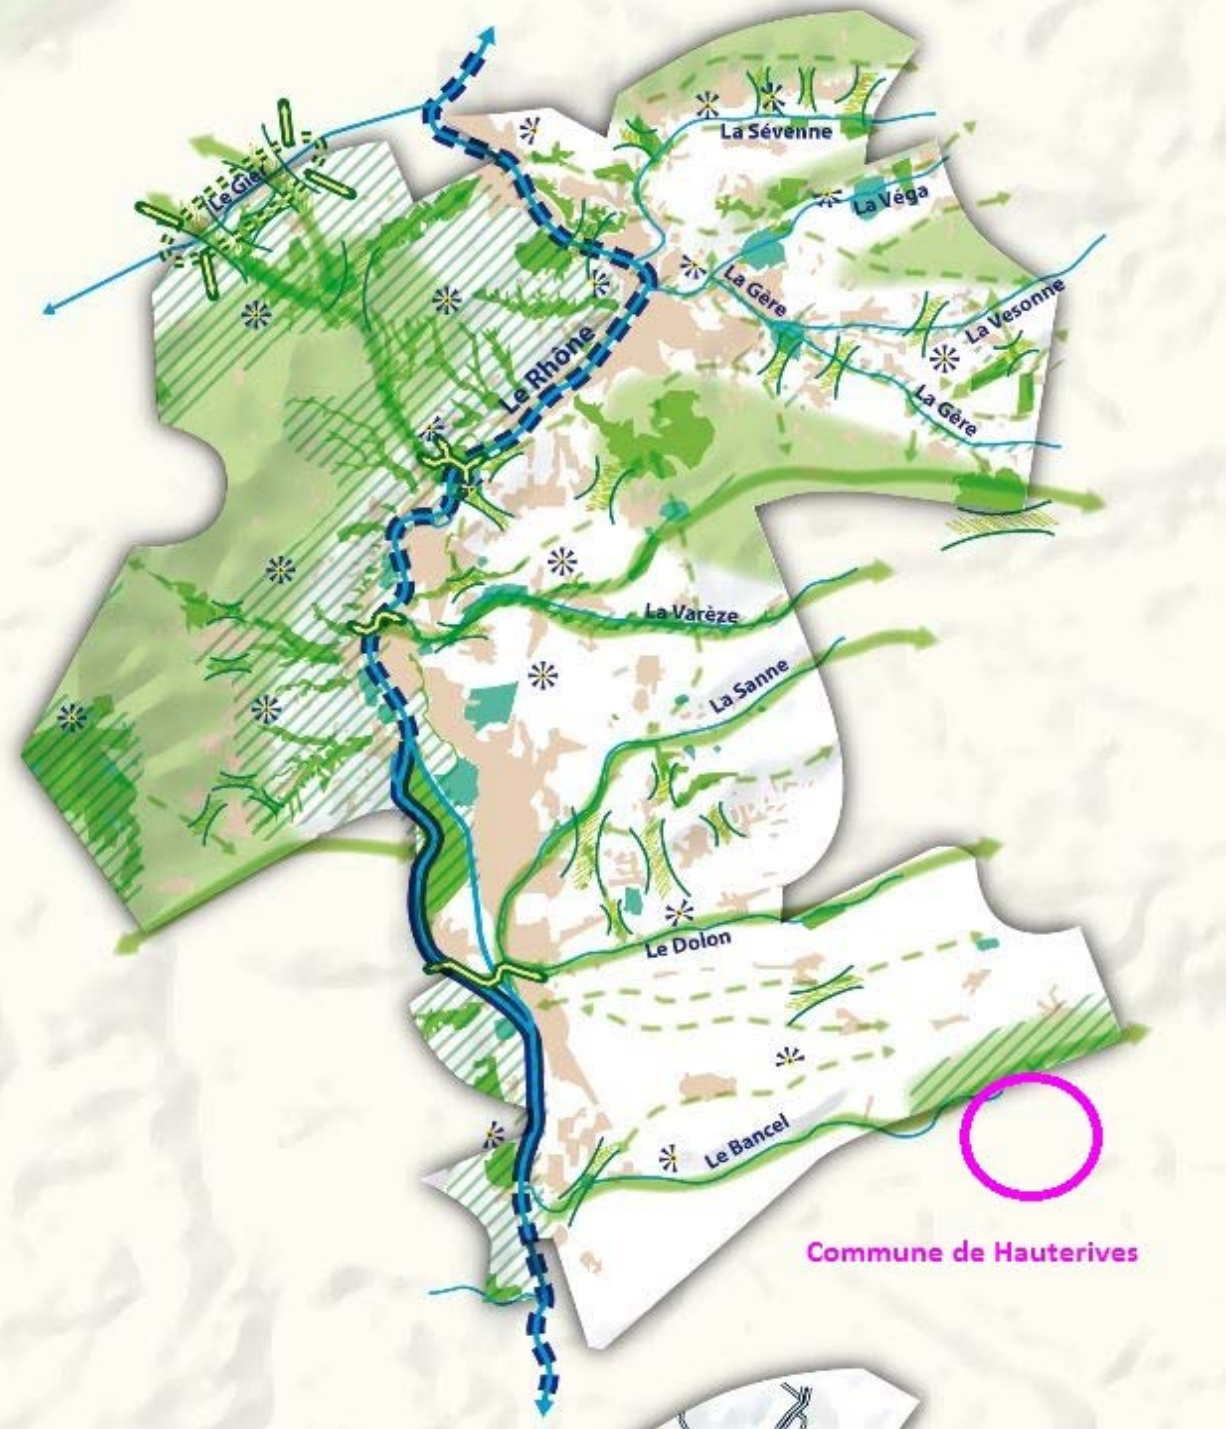 La Sévenne
Le Gier
La Véga
La Gère
La Vesonne
Le Rhône
La Gère
La Varèze
La Sanne
Le Dolon
Le Bancel
Commune de Hauterives